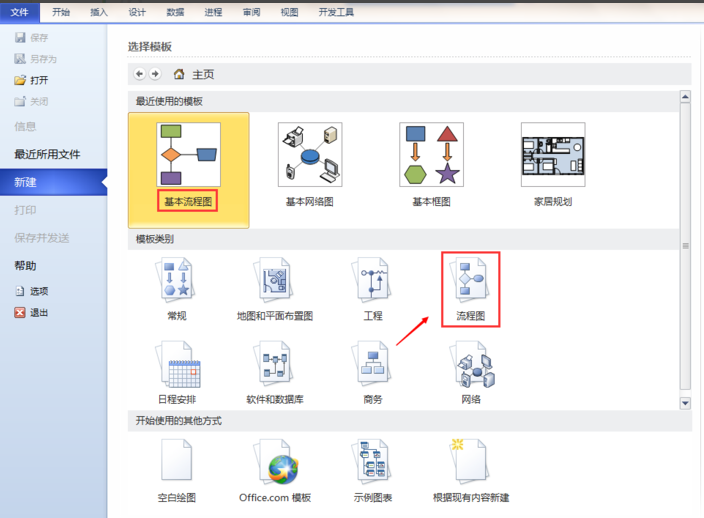 文件 开始 插入 设计 数据 进程 审阅 视图 开发工具
保存
另存为
打开
关闭
信息
最近所用文件
新建
打印
保存并发送
帮助
选项
退出
选择模板
主页
最近使用的模板
基本流程图 基本网络图 基本框图 家居规划
模板类别
常规 地图和平面布置图 工程 流程图
日程安排 软件和数据库 商务 网络
开始使用的其他方式
空白绘图 Office.com 模板 示例图表 根据现有内容新建